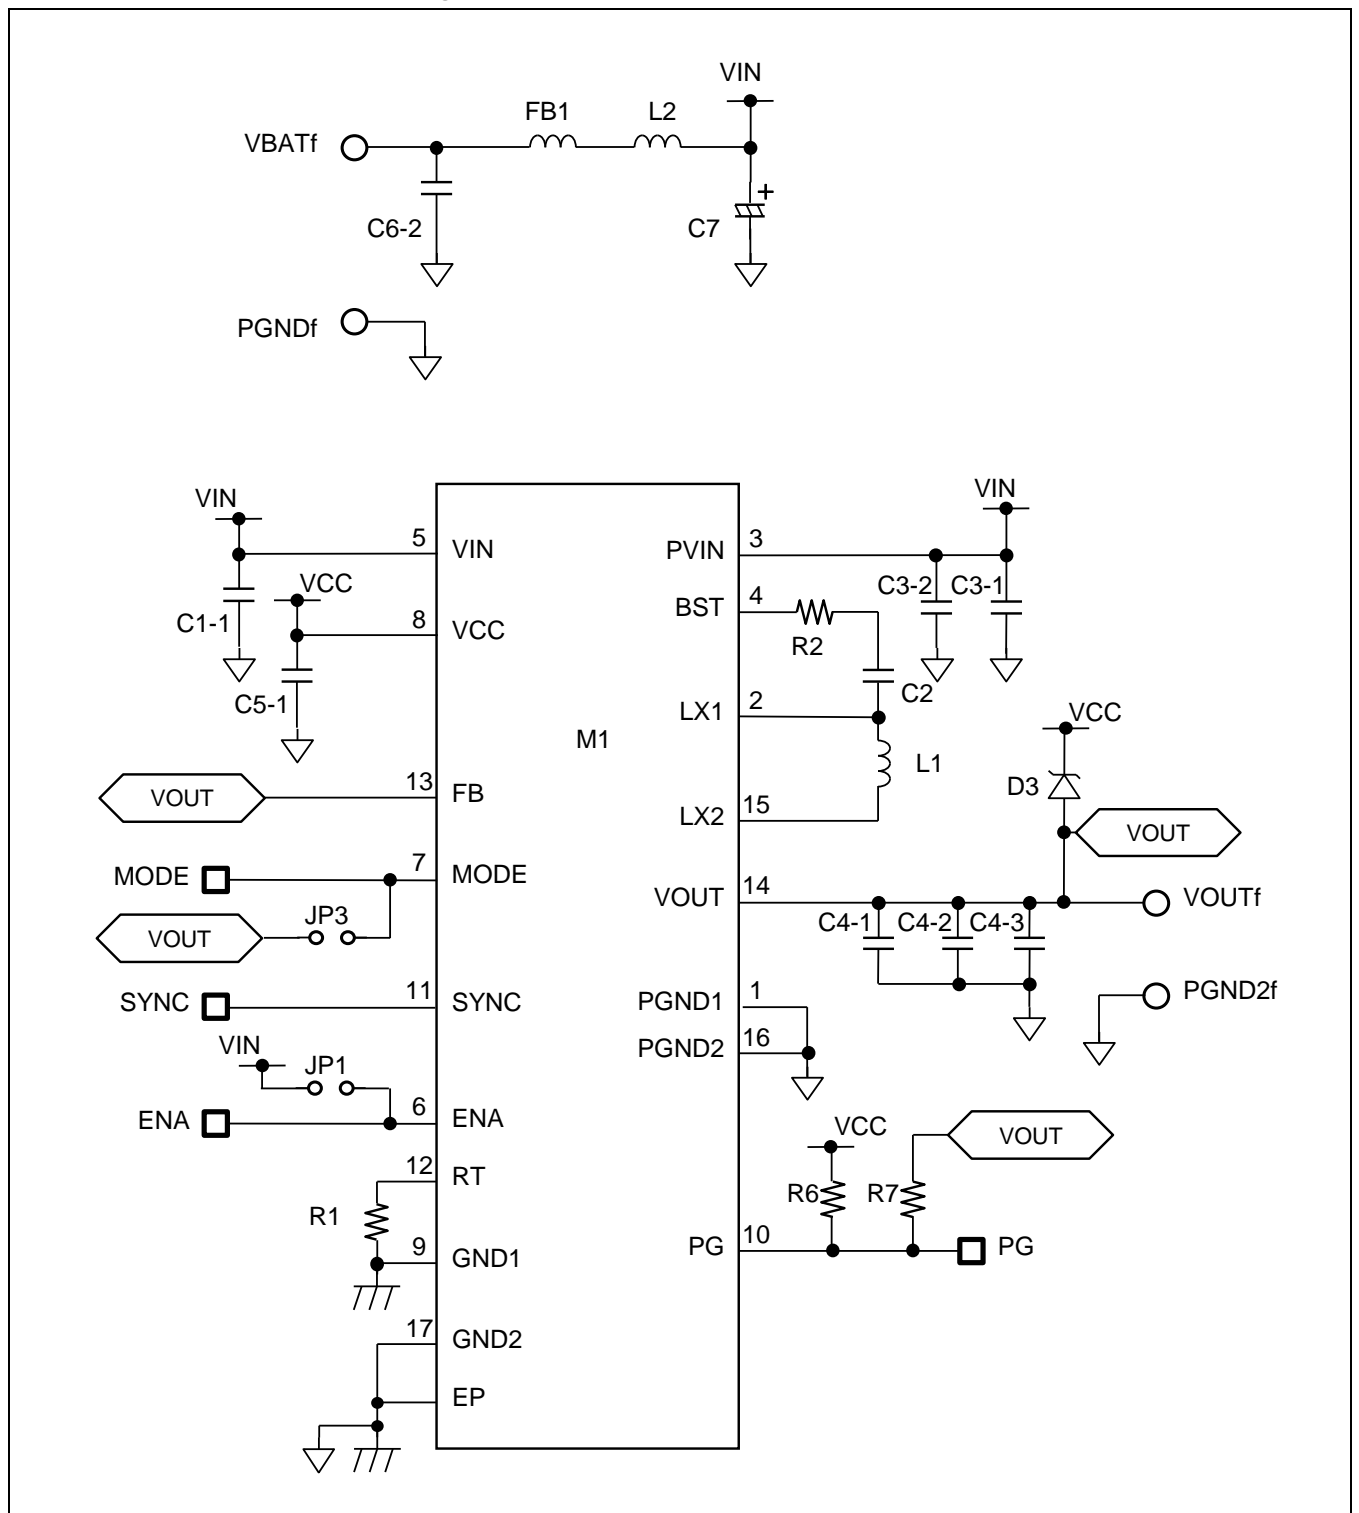 VIN
FB1
L2
VBATf
+
C6-2
C7
PGNDf
VIN
VIN
5
VIN
PVIN
3
VCC
C3-2
C3-1
C1-1
8
VCC
BST
4
R2
C5-1
C2
LX1
2
VCC
M1
L1
13
VOUT
FB
D3
LX2
15
VOUT
7
MODE
MODE
VOUT
14
VOUTf
JP3
VOUT
C4-1
C4-2
C4-3
11
SYNC
SYNC
PGND1
1
PGND2f
VIN
JP1
PGND2
16
6
ENA
ENA
VCC
VOUT
12
RT
R6
R7
R1
9
GND1
PG
10
PG
17
GND2
EP